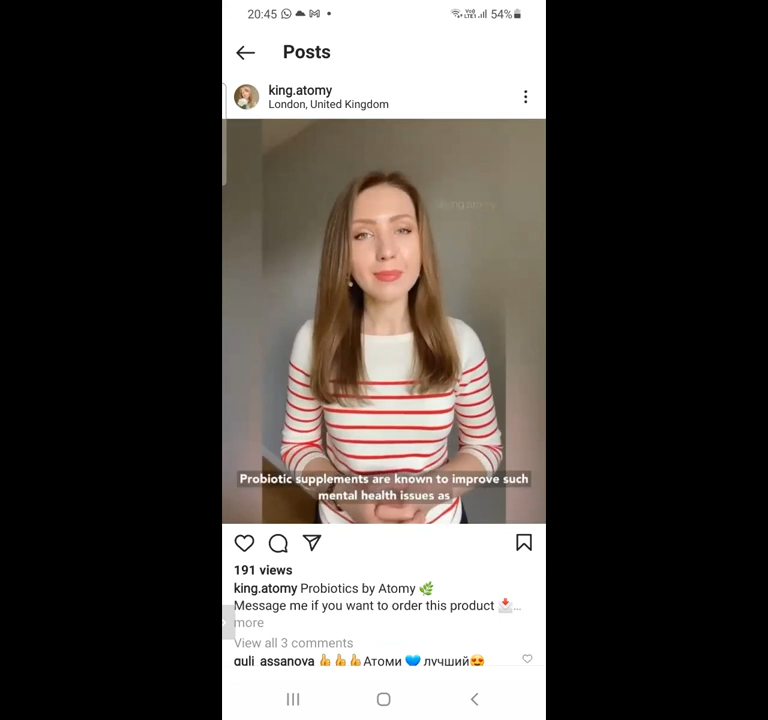 20:45
VoD
LTE1
54%
Posts
king.atomy
London, United Kingdom
Probiotic supplements are known to improve such
mental health issues as
191 views
king.atomy Probiotics by Atomy 🌿
Message me if you want to order this product 📩...
more
View all 3 comments
guli_assanova 👍👍👍Атоми 💙 лучший😍